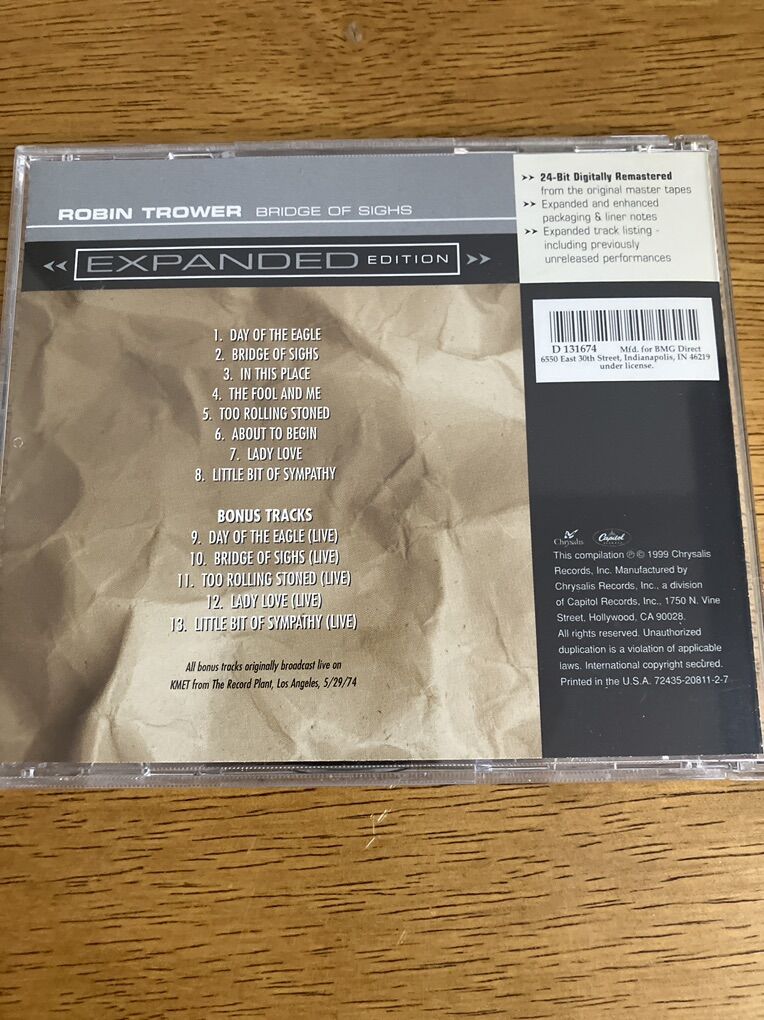 ROBIN TROWER BRIDGE OF SIGHS
<< EXPANDED EDITION >>
>> 24-Bit Digitally Remastered
from the original master tapes
>> Expanded and enhanced
packaging & liner notes
>> Expanded track listing -
including previously
unreleased performances
1. DAY OF THE EAGLE
2. BRIDGE OF SIGHS
3. IN THIS PLACE
4. THE FOOL AND ME
5. TOO ROLLING STONED
6. ABOUT TO BEGIN
7. LADY LOVE
8. LITTLE BIT OF SYMPATHY
BONUS TRACKS
9. DAY OF THE EAGLE (LIVE)
10. BRIDGE OF SIGHS (LIVE)
11. TOO ROLLING STONED (LIVE)
12. LADY LOVE (LIVE)
13. LITTLE BIT OF SYMPATHY (LIVE)
All bonus tracks originally broadcast live on
KMET from The Record Plant, Los Angeles, 5/29/74
D 131674 Mfd. for BMG Direct
6550 East 30th Street, Indianapolis, IN 46219
under license.
Chrysalis Capitol
This compilation ℗ © 1999 Chrysalis
Records, Inc. Manufactured by
Chrysalis Records, Inc., a division
of Capitol Records, Inc., 1750 N. Vine
Street, Hollywood, CA 90028.
All rights reserved. Unauthorized
duplication is a violation of applicable
laws. International copyright secured.
Printed in the U.S.A. 72435-20811-2-7